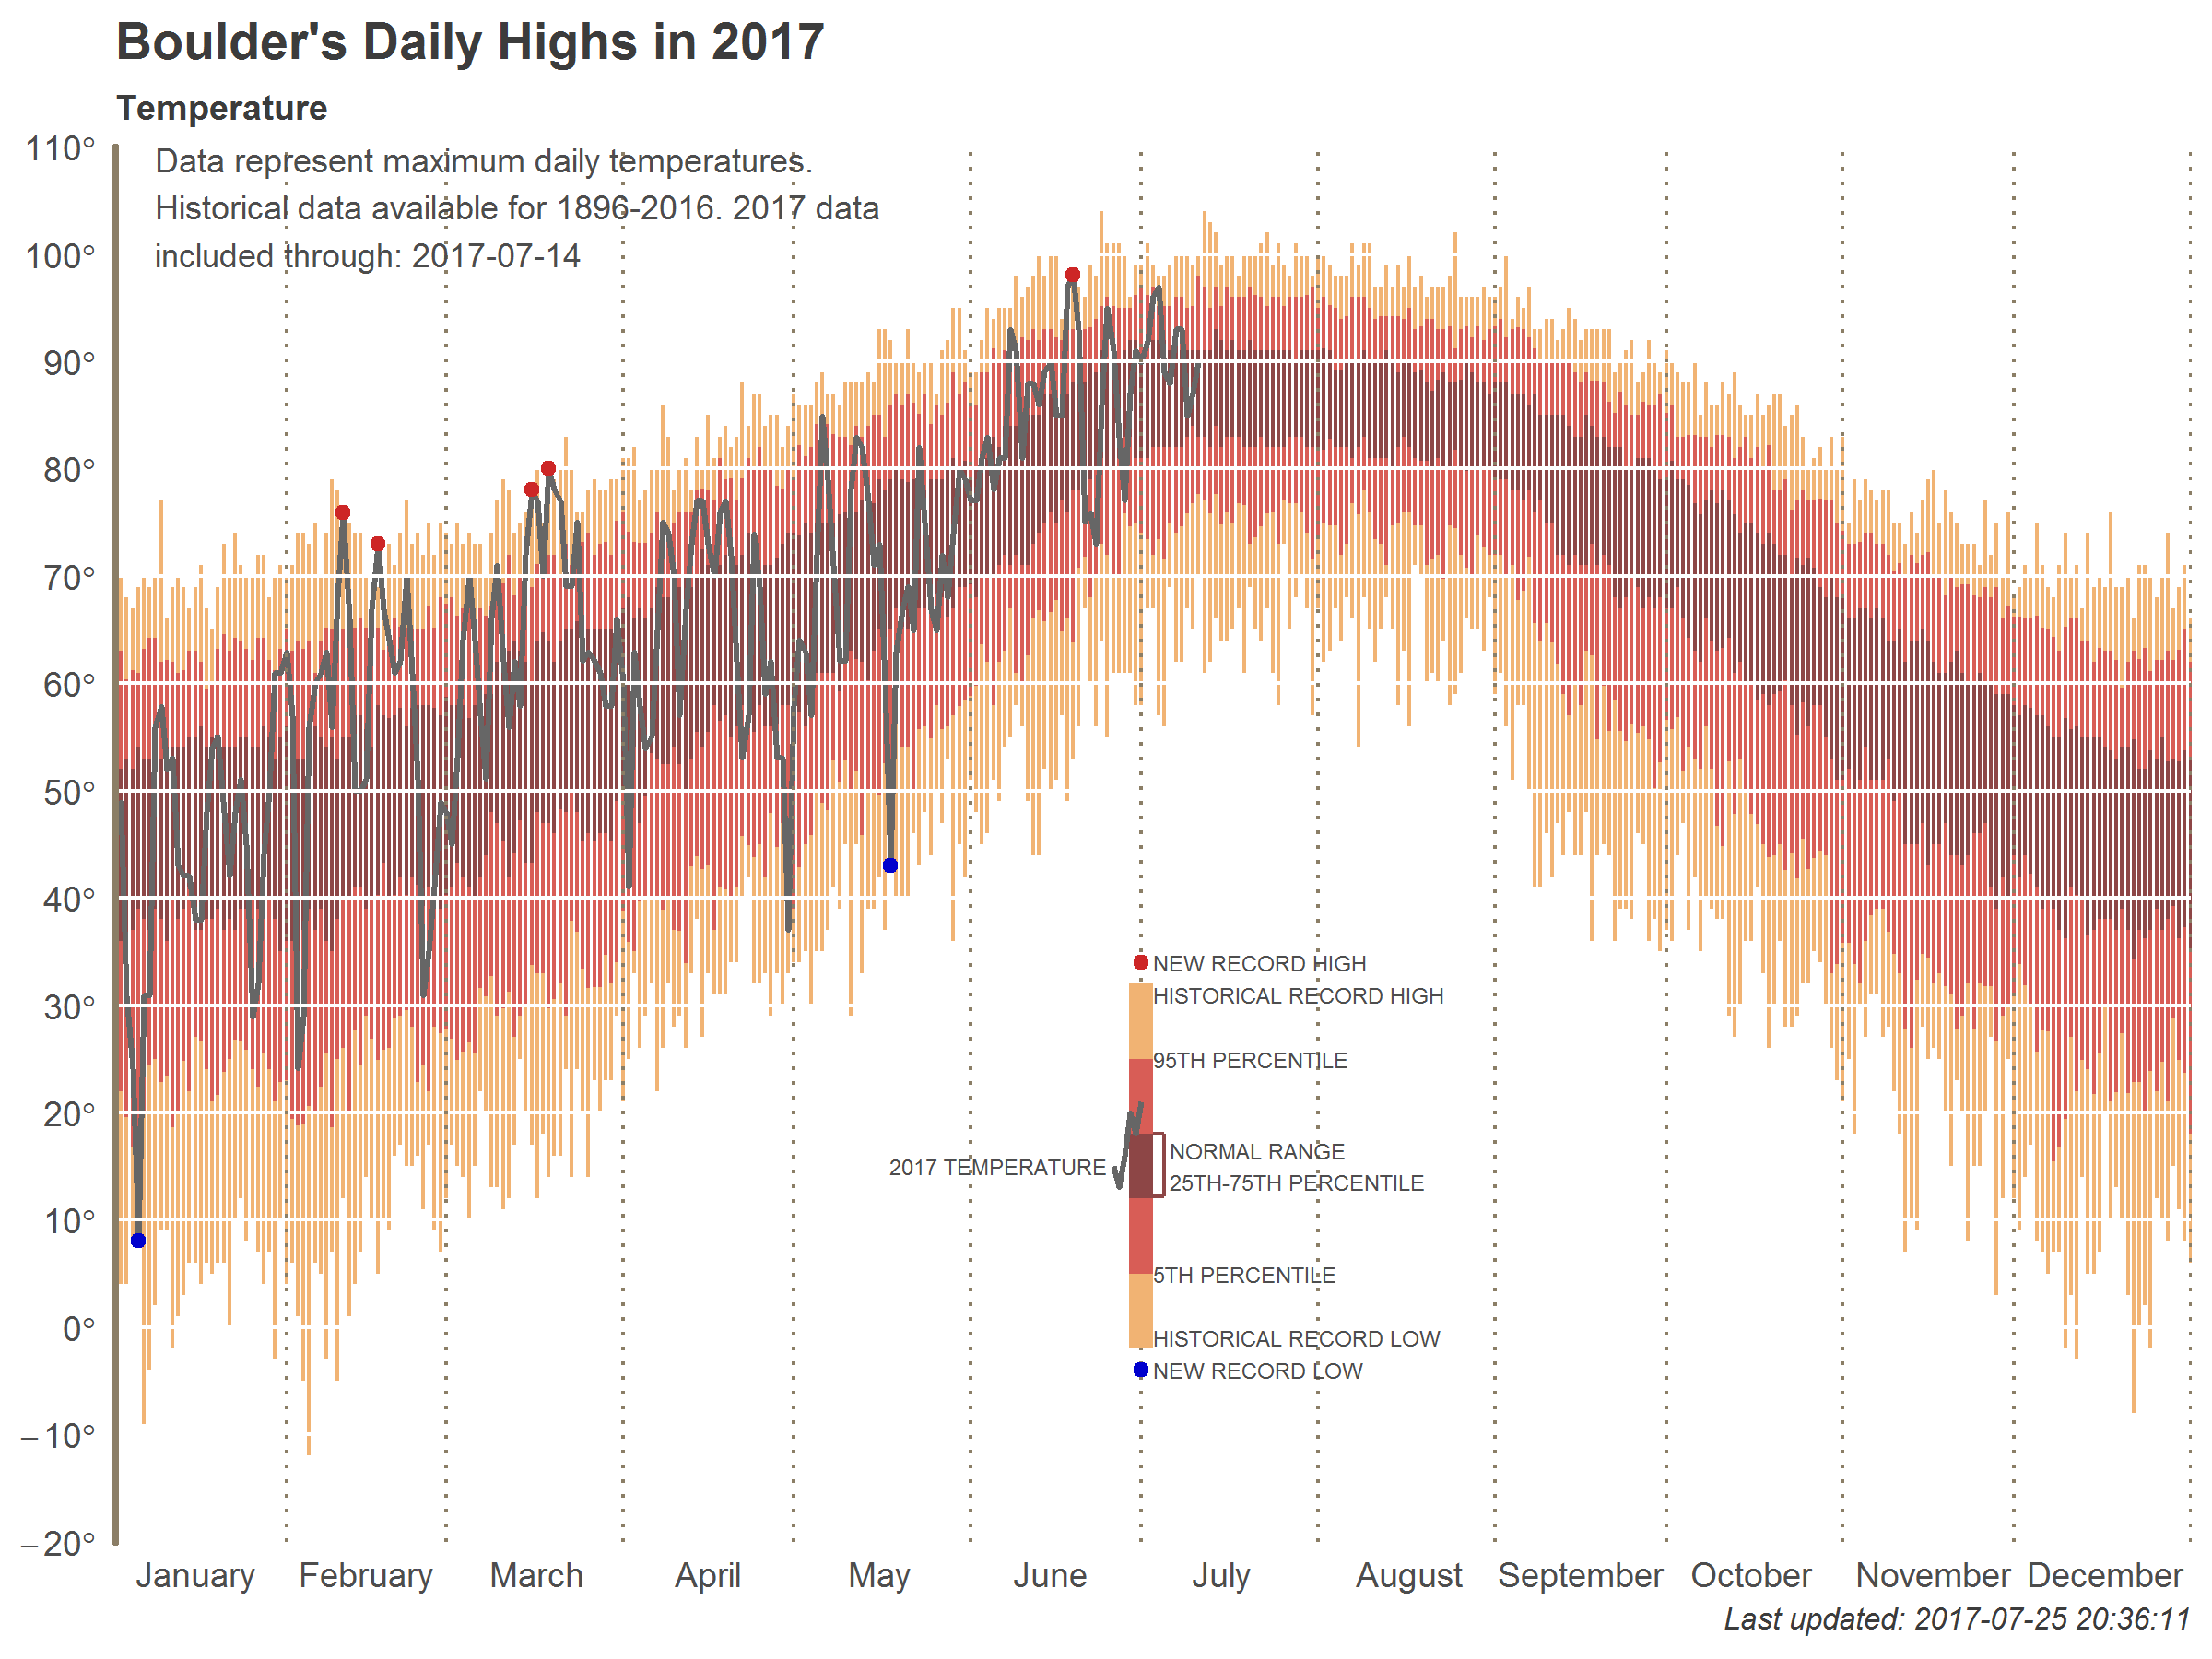 Boulder's Daily Highs in 2017
Temperature
110°
Data represent maximum daily temperatures.
Historical data available for 1896-2016. 2017 data
included through: 2017-07-14
100°
90°
80°
70°
60°
50°
40°
30°
20°
10°
0°
−10°
−20°
NEW RECORD HIGH
HISTORICAL RECORD HIGH
95TH PERCENTILE
NORMAL RANGE
2017 TEMPERATURE
25TH-75TH PERCENTILE
5TH PERCENTILE
HISTORICAL RECORD LOW
NEW RECORD LOW
January February March April May June July August September October November December
Last updated: 2017-07-25 20:36:11